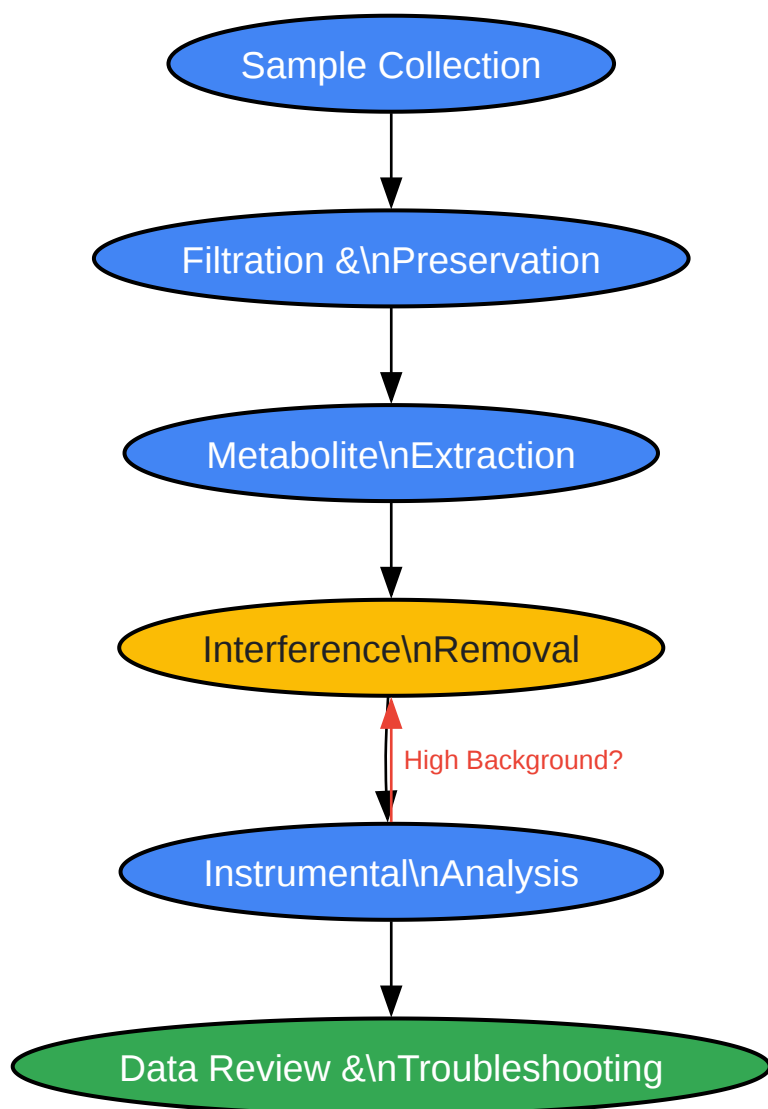 Sample Collection
Filtration &\nPreservation
Metabolite\nExtraction
Interference\nRemoval
High Background?
Instrumental\nAnalysis
Data Review &\nTroubleshooting